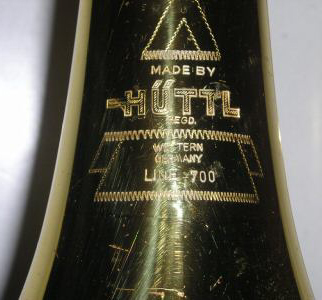 MADE BY
HÜTTL
REGD.
WESTERN
GERMANY
LINE 700